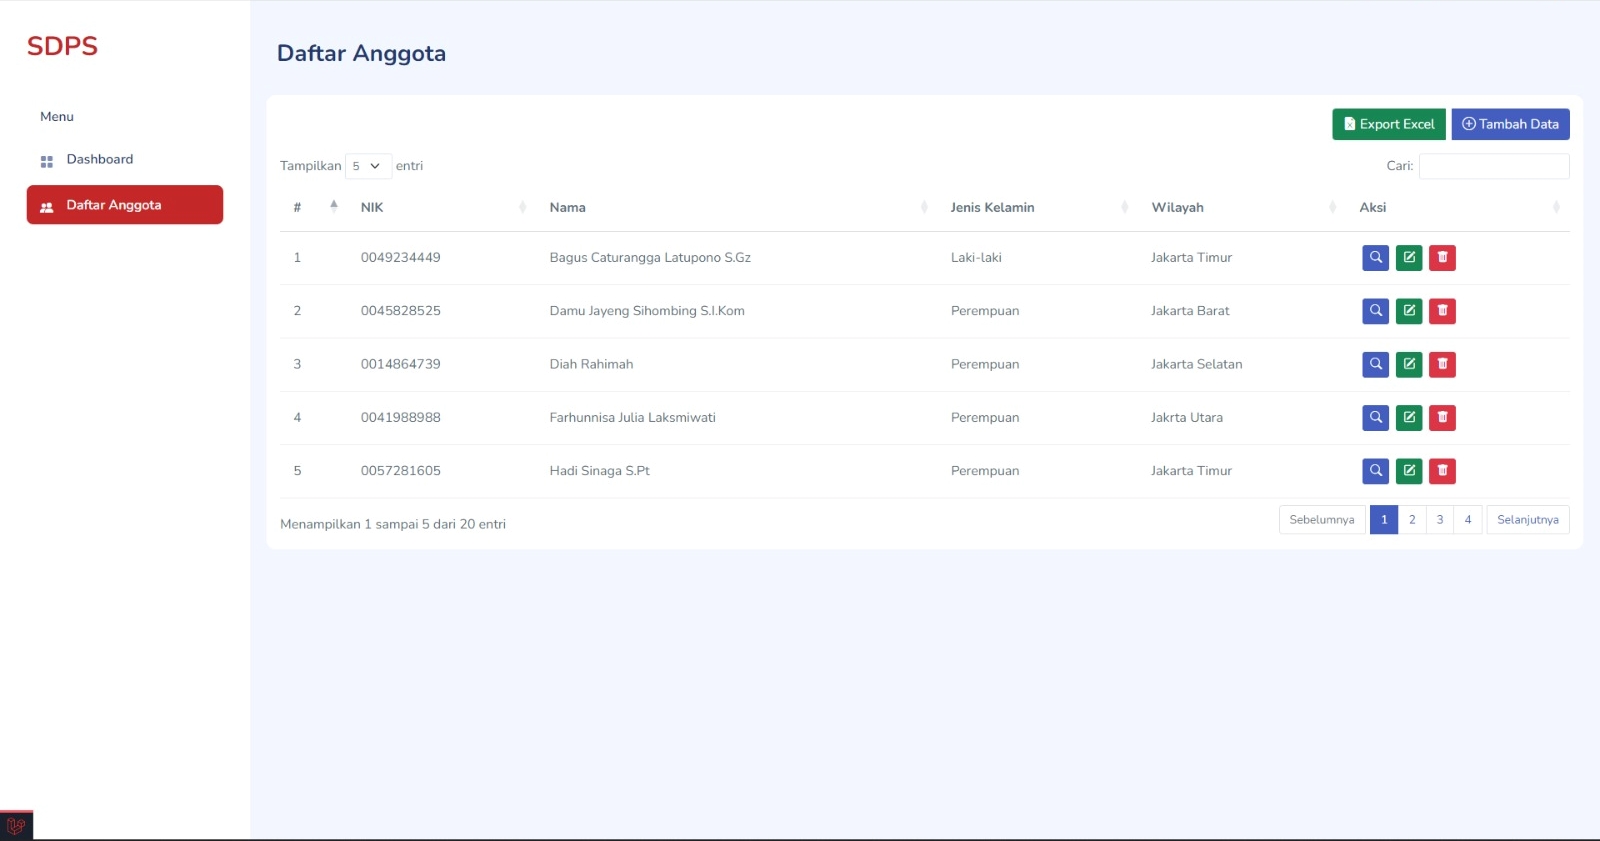 SDPS
Menu
Dashboard
Daftar Anggota
Daftar Anggota
Export Excel Tambah Data
Tampilkan 5 entri Cari:
# NIK Nama Jenis Kelamin Wilayah Aksi
1 0049234449 Bagus Caturangga Latupono S.Gz Laki-laki Jakarta Timur
2 0045828525 Damu Jayeng Sihombing S.I.Kom Perempuan Jakarta Barat
3 0014864739 Diah Rahimah Perempuan Jakarta Selatan
4 0041988988 Farhunnisa Julia Laksmiwati Perempuan Jakrta Utara
5 0057281605 Hadi Sinaga S.Pt Perempuan Jakarta Timur
Menampilkan 1 sampai 5 dari 20 entri
Sebelumnya 1 2 3 4 Selanjutnya